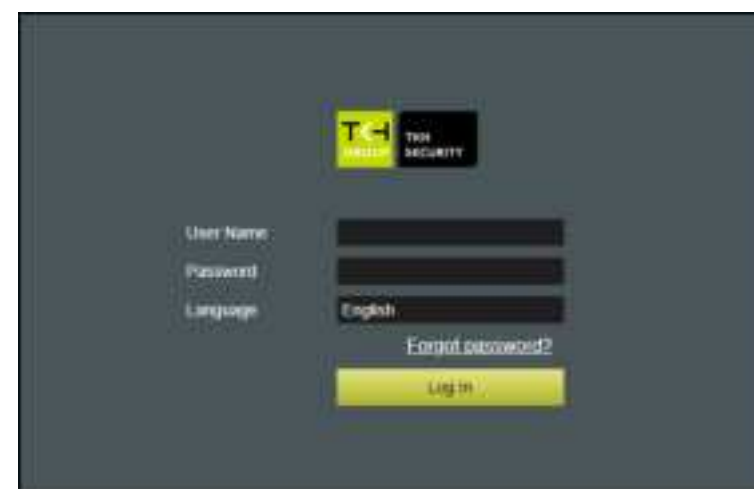 TKH
GROUP
TKH
SECURITY
User Name
Password
Language
English
Forgot password?
Log in